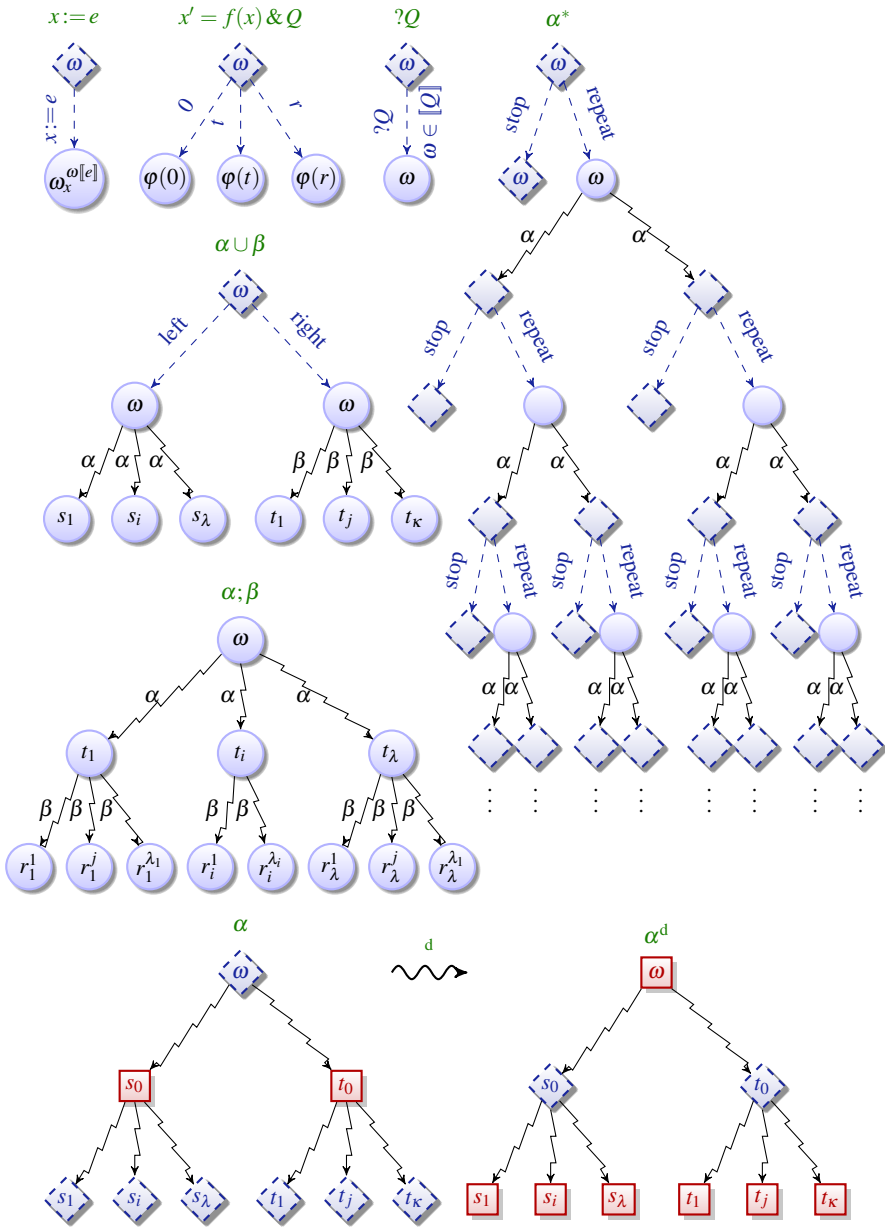 x := e
x′ = f(x) & Q
?Q
α*
ω
ω
ω
ω
x := e
0
t
r
?Q
ω ∈ ⟦Q⟧
stop
repeat
ω_x^{ω⟦e⟧}
φ(0)
φ(t)
φ(r)
ω
ω
ω
α
α
α ∪ β
ω
left
right
stop
repeat
stop
repeat
ω
ω
α
α
α
β
β
β
α
α
α
α
s_1
s_i
s_λ
t_1
t_j
t_κ
stop
repeat
stop
repeat
stop
repeat
stop
repeat
α; β
ω
α
α
α
α
α
α
α
α
α
α
α
t_1
t_i
t_λ
⋮ ⋮ ⋮ ⋮ ⋮ ⋮ ⋮ ⋮
β
β
β
β
β
β
β
β
r_1^1
r_1^j
r_1^{λ_1}
r_i^1
r_i^{λ_i}
r_λ^1
r_λ^j
r_λ^{λ_1}
α
d
α^d
ω
ω
s_0
t_0
s_0
t_0
s_1
s_i
s_λ
t_1
t_j
t_κ
s_1
s_i
s_λ
t_1
t_j
t_κ